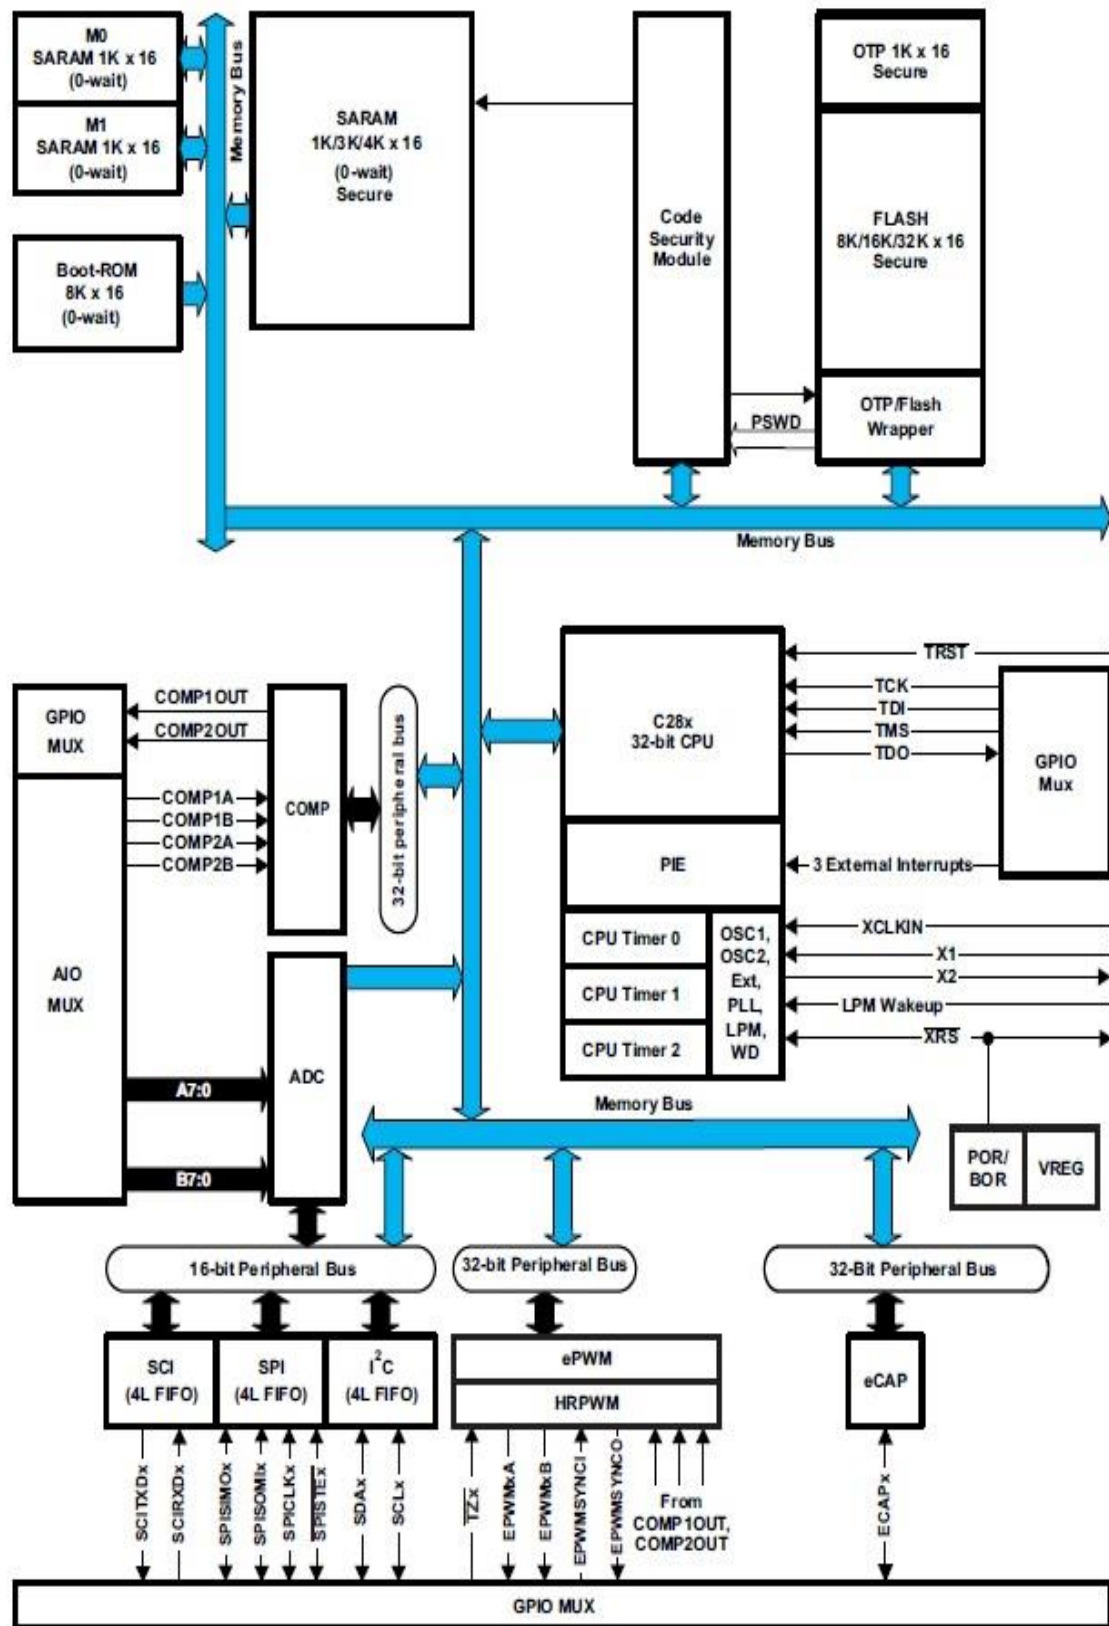 M0
SARAM 1K x 16
(0-wait)
M1
SARAM 1K x 16
(0-wait)
Boot-ROM
8K x 16
(0-wait)
Memory Bus
SARAM
1K/3K/4K x 16
(0-wait)
Secure
Code
Security
Module
OTP 1K x 16
Secure
FLASH
8K/16K/32K x 16
Secure
OTP/Flash
Wrapper
PSWD
Memory Bus
GPIO
MUX
COMP1OUT
COMP2OUT
COMP1A
COMP1B
COMP2A
COMP2B
COMP
32-bit peripheral bus
AIO
MUX
A7:0
B7:0
ADC
C28x
32-bit CPU
PIE
CPU Timer 0
CPU Timer 1
CPU Timer 2
OSC1,
OSC2,
Ext,
PLL,
LPM,
WD
TRST
TCK
TDI
TMS
TDO
GPIO
Mux
3 External Interrupts
XCLKIN
X1
X2
LPM Wakeup
XRS
POR/
BOR
VREG
Memory Bus
16-bit Peripheral Bus
32-bit Peripheral Bus
32-Bit Peripheral Bus
SCI
(4L FIFO)
SPI
(4L FIFO)
I²C
(4L FIFO)
ePWM
HRPWM
eCAP
SCITXDx
SCIRXDx
SPISIMOx
SPISOMIx
SPICLKx
SPISTEx
SDAx
SCLx
TZx
EPWMxA
EPWMxB
EPWMSYNCI
EPWMSYNCO
From
COMP1OUT,
COMP2OUT
ECAPx
GPIO MUX